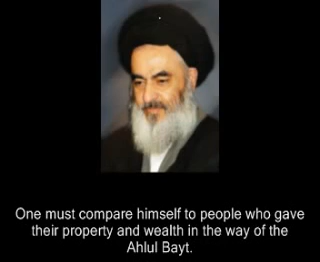 One must compare himself to people who gave
their property and wealth in the way of the
Ahlul Bayt.